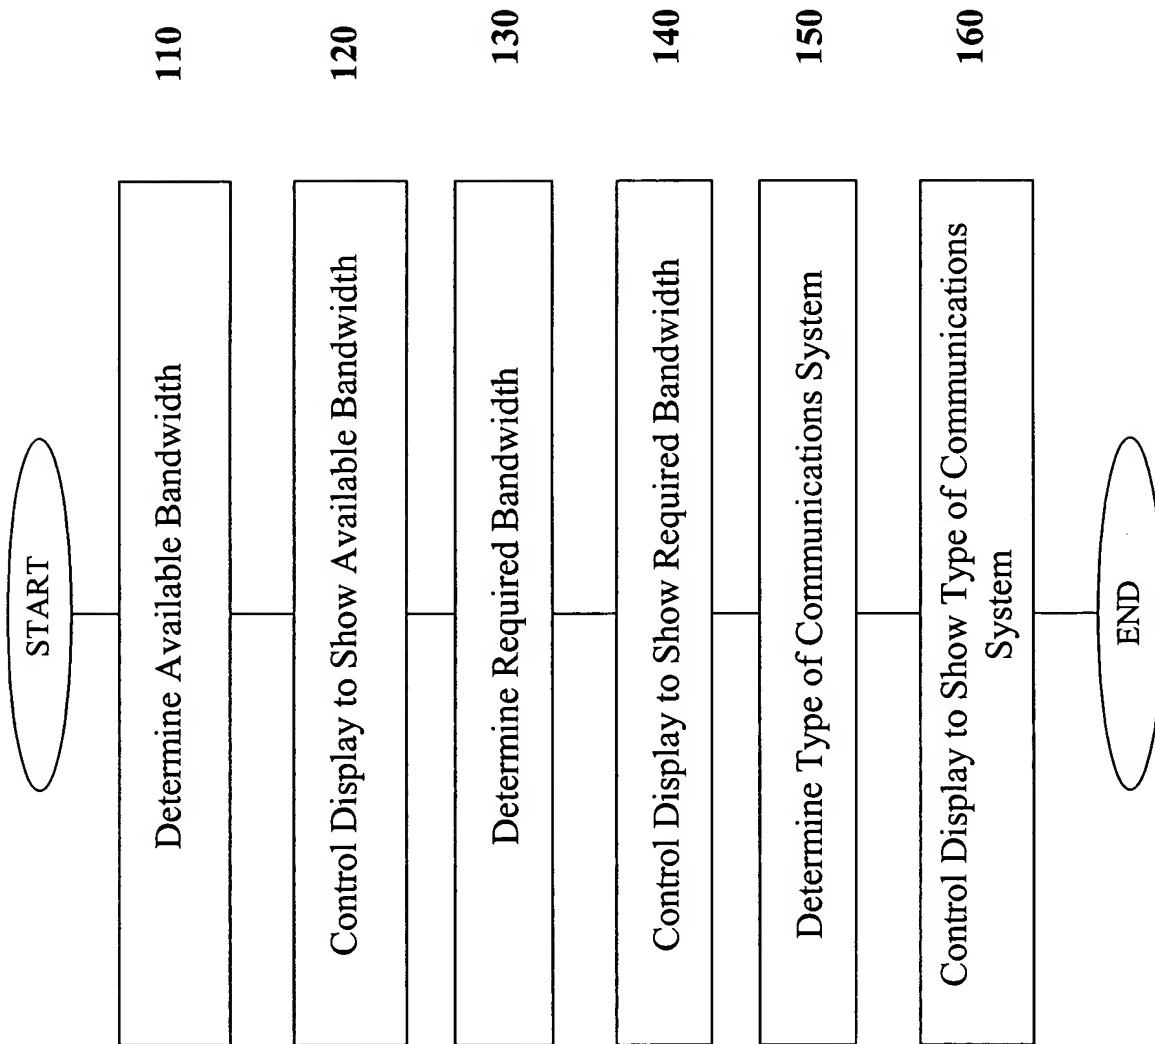 START
Determine Available Bandwidth
110
Control Display to Show Available Bandwidth
120
Determine Required Bandwidth
130
Control Display to Show Required Bandwidth
140
Determine Type of Communications System
150
Control Display to Show Type of Communications
System
160
END